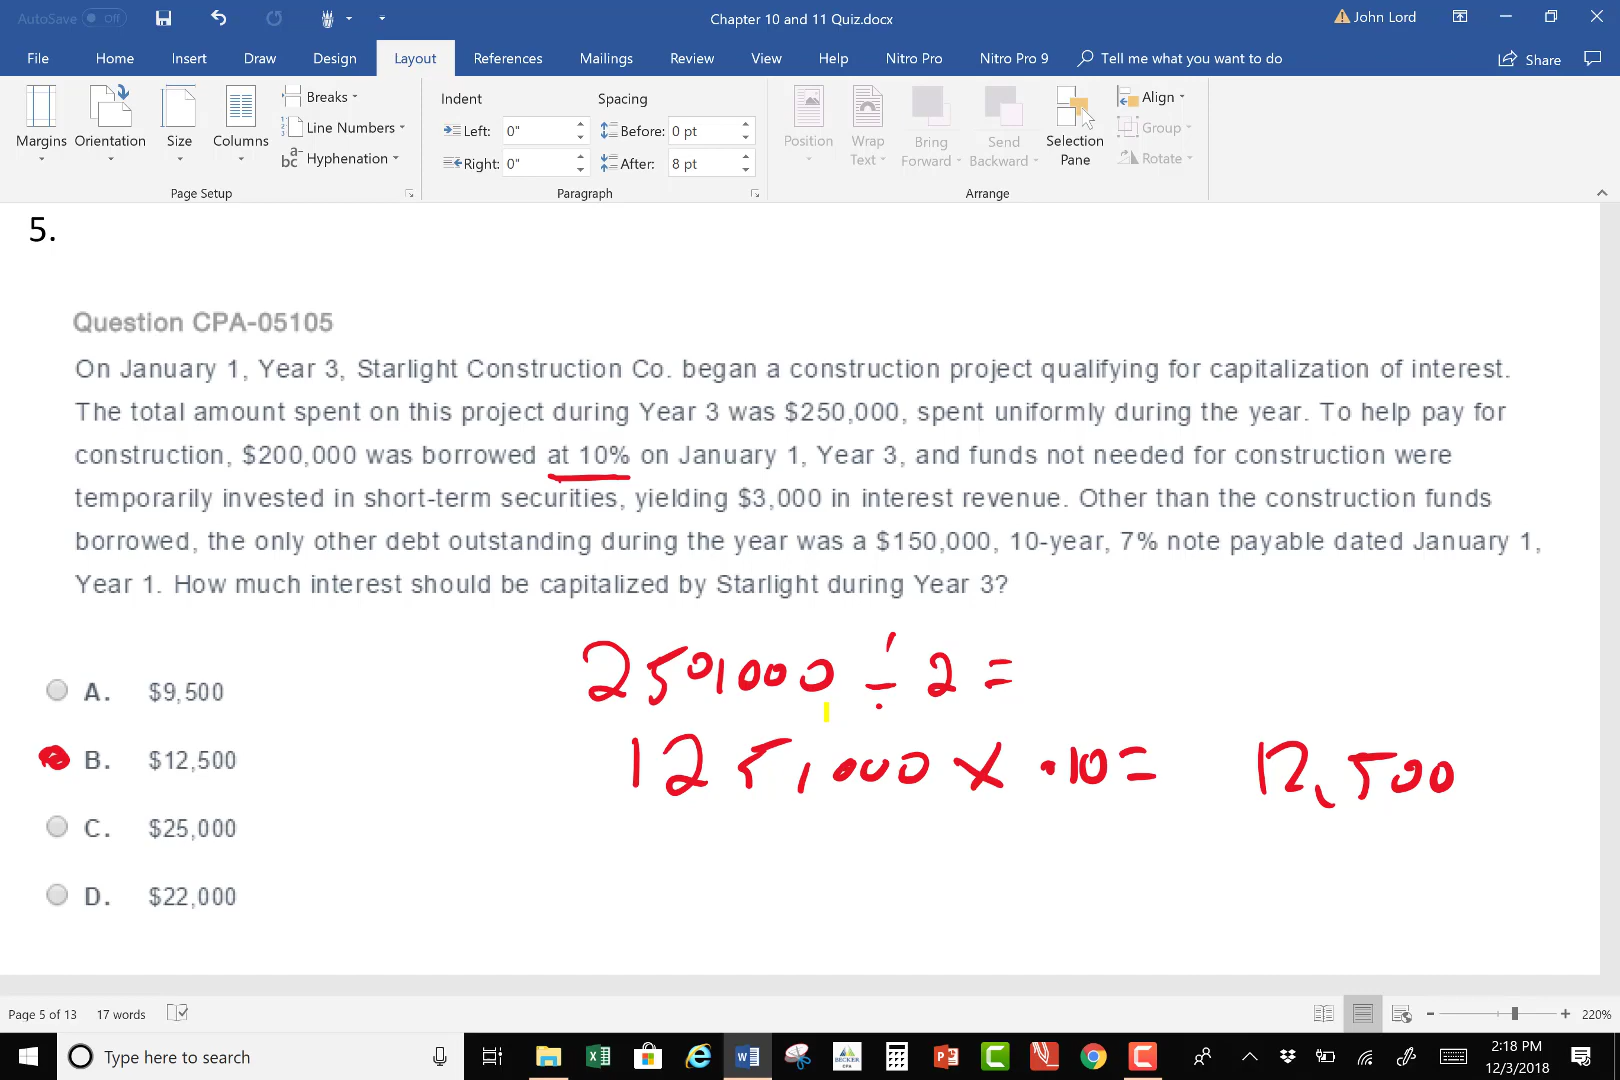 AutoSave Off
Chapter 10 and 11 Quiz.docx
John Lord
File Home Insert Draw Design Layout References Mailings Review View Help Nitro Pro Nitro Pro 9 Tell me what you want to do Share
Margins
Orientation
Size
Columns
Breaks
Line Numbers
Hyphenation
Page Setup
Indent
Left: 0"
Right: 0"
Spacing
Before: 0 pt
After: 8 pt
Paragraph
Position
Wrap Text
Bring Forward
Send Backward
Selection Pane
Align
Group
Rotate
Arrange
5.
Question CPA-05105
On January 1, Year 3, Starlight Construction Co. began a construction project qualifying for capitalization of interest.
The total amount spent on this project during Year 3 was $250,000, spent uniformly during the year. To help pay for
construction, $200,000 was borrowed at 10% on January 1, Year 3, and funds not needed for construction were
temporarily invested in short-term securities, yielding $3,000 in interest revenue. Other than the construction funds
borrowed, the only other debt outstanding during the year was a $150,000, 10-year, 7% note payable dated January 1,
Year 1. How much interest should be capitalized by Starlight during Year 3?
250,000 ÷ 2 =
A. $9,500
B. $12,500
125,000 x .10 = 12,500
C. $25,000
D. $22,000
Page 5 of 13 17 words
220%
Type here to search
BECKER
2:18 PM
12/3/2018